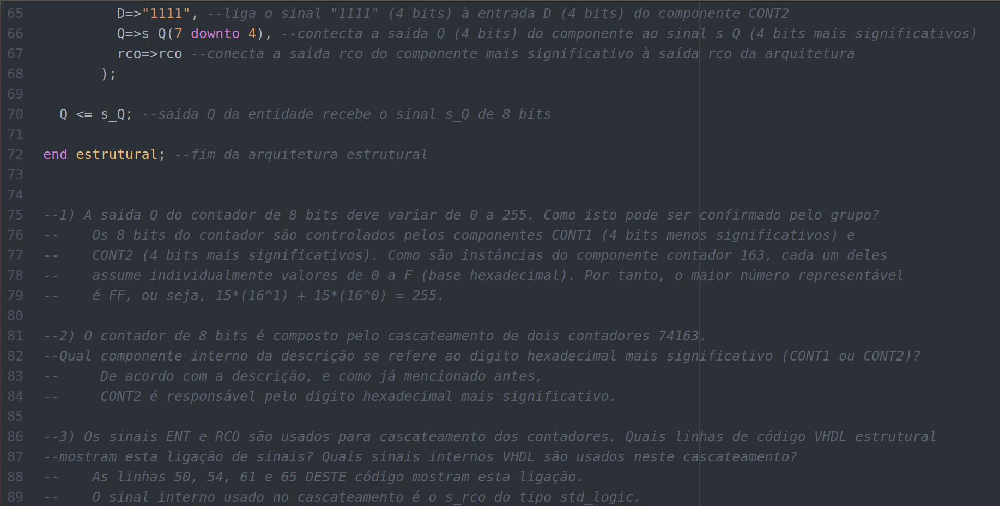 65 D=>"1111", --liga o sinal "1111" (4 bits) à entrada D (4 bits) do componente CONT2
66 Q=>s_Q(7 downto 4), --contecta a saída Q (4 bits) do componente ao sinal s_Q (4 bits mais significativos)
67 rco=>rco --conecta a saída rco do componente mais significativo à saída rco da arquitetura
68 );
69
70 Q <= s_Q; --saída Q da entidade recebe o sinal s_Q de 8 bits
71
72 end estrutural; --fim da arquitetura estrutural
73
74
75 --1) A saída Q do contador de 8 bits deve variar de 0 a 255. Como isto pode ser confirmado pelo grupo?
76 -- Os 8 bits do contador são controlados pelos componentes CONT1 (4 bits menos significativos) e
77 -- CONT2 (4 bits mais significativos). Como são instâncias do componente contador_163, cada um deles
78 -- assume individualmente valores de 0 a F (base hexadecimal). Por tanto, o maior número representável
79 -- é FF, ou seja, 15*(16^1) + 15*(16^0) = 255.
80
81 --2) O contador de 8 bits é composto pelo cascateamento de dois contadores 74163.
82 --Qual componente interno da descrição se refere ao dígito hexadecimal mais significativo (CONT1 ou CONT2)?
83 -- De acordo com a descrição, e como já mencionado antes,
84 -- CONT2 é responsável pelo dígito hexadecimal mais significativo.
85
86 --3) Os sinais ENT e RCO são usados para cascateamento dos contadores. Quais linhas de código VHDL estrutural
87 --mostram esta ligação de sinais? Quais sinais internos VHDL são usados neste cascateamento?
88 -- As linhas 50, 54, 61 e 65 DESTE código mostram esta ligação.
89 -- O sinal interno usado no cascateamento é o s_rco do tipo std_logic.